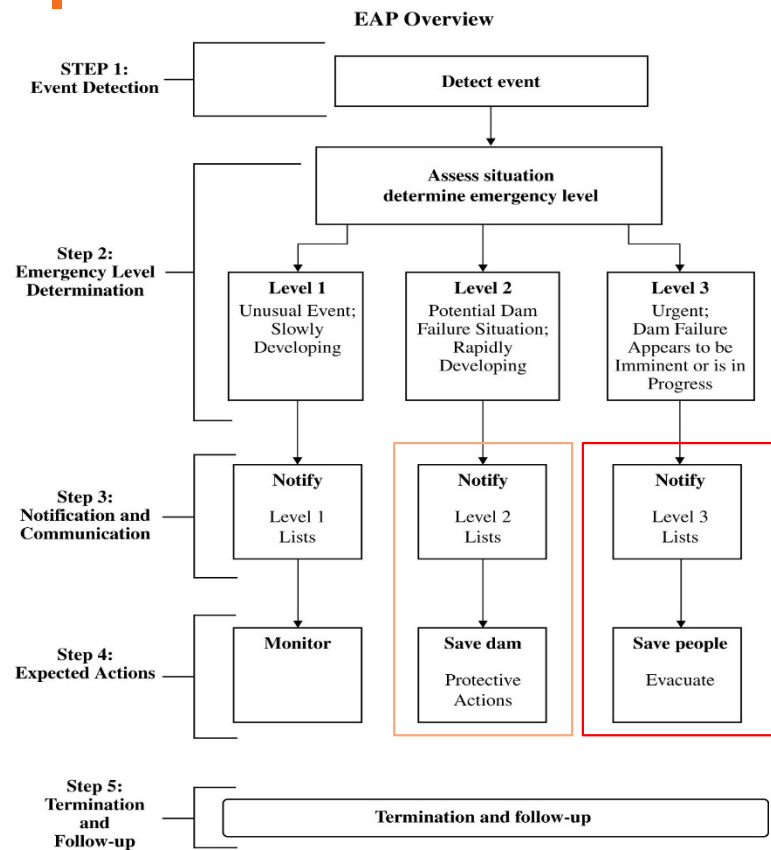 EAP Overview
STEP 1:
Event Detection
Detect event
Assess situation
determine emergency level
Step 2:
Emergency Level
Determination
Level 1
Unusual Event;
Slowly
Developing
Level 2
Potential Dam
Failure Situation;
Rapidly
Developing
Level 3
Urgent;
Dam Failure
Appears to be
Imminent or is in
Progress
Step 3:
Notification and
Communication
Notify
Level 1
Lists
Notify
Level 2
Lists
Notify
Level 3
Lists
Step 4:
Expected Actions
Monitor
Save dam
Protective
Actions
Save people
Evacuate
Step 5:
Termination
and
Follow-up
Termination and follow-up